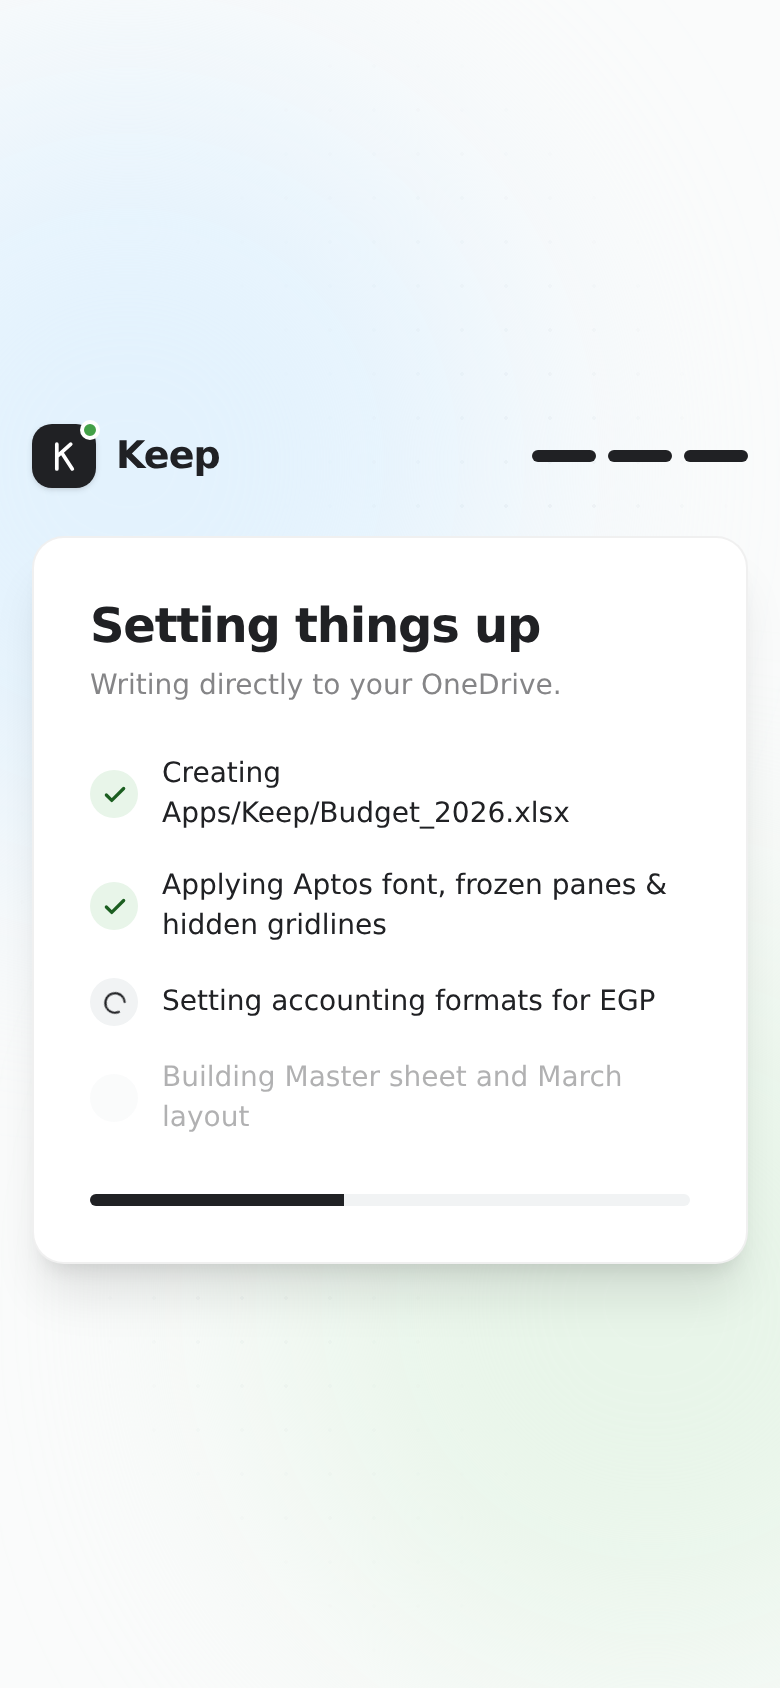 Keep
Setting things up
Writing directly to your OneDrive.
Creating
Apps/Keep/Budget_2026.xlsx
Applying Aptos font, frozen panes &
hidden gridlines
Setting accounting formats for EGP
Building Master sheet and March
layout